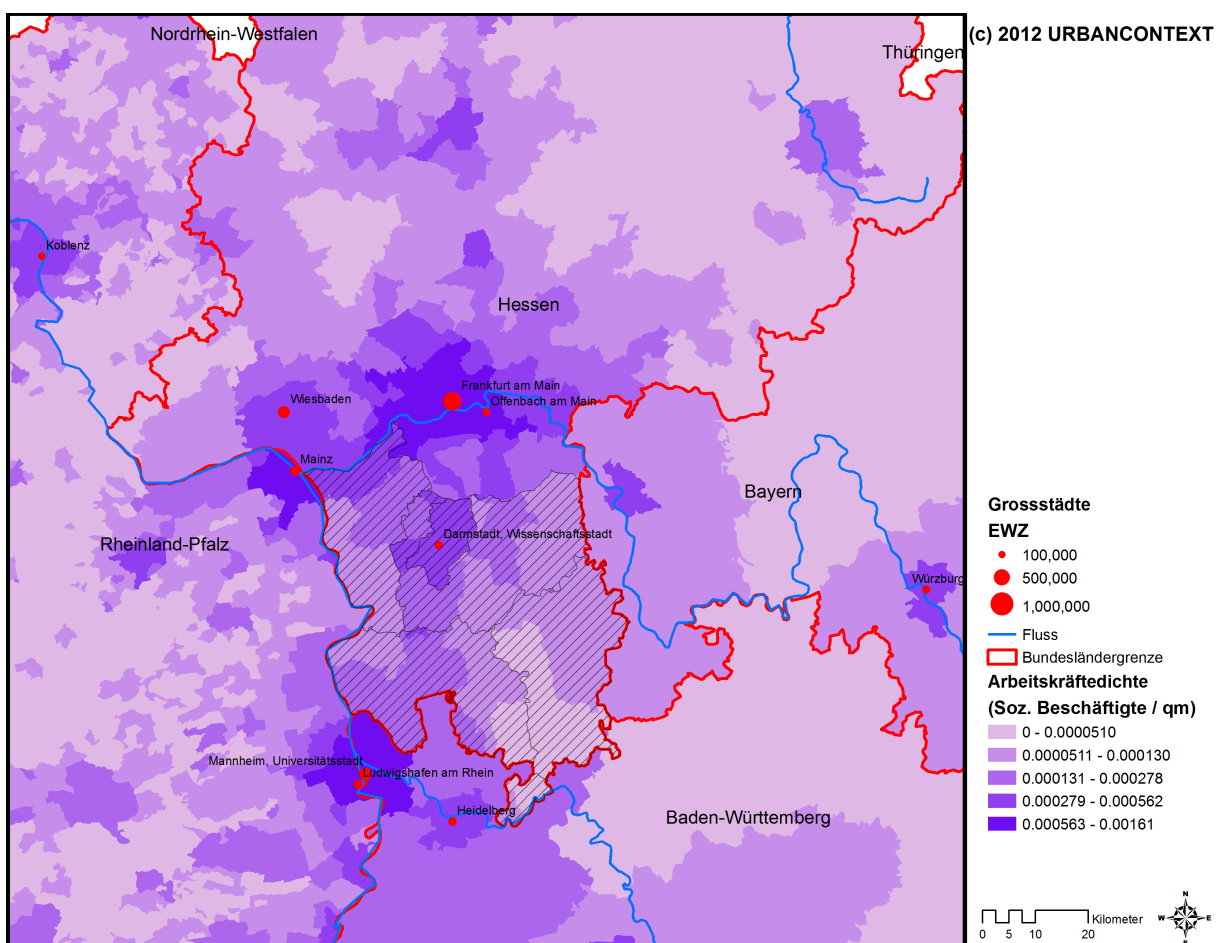 Nordrhein-Westfalen
Thüringen
(c) 2012 URBANCONTEXT
Koblenz
Hessen
Frankfurt am Main
Wiesbaden
Offenbach am Main
Mainz
Bayern
Darmstadt, Wissenschaftsstadt
Rheinland-Pfalz
Würzburg
Mannheim, Universitätsstadt
Ludwigshafen am Rhein
Heidelberg
Baden-Württemberg
Grossstädte
EWZ
100,000
500,000
1,000,000
Fluss
Bundesländergrenze
Arbeitskräftedichte
(Soz. Beschäftigte / qm)
0 - 0.0000510
0.0000511 - 0.000130
0.000131 - 0.000278
0.000279 - 0.000562
0.000563 - 0.00161
Kilometer
0 5 10 20
N
W E